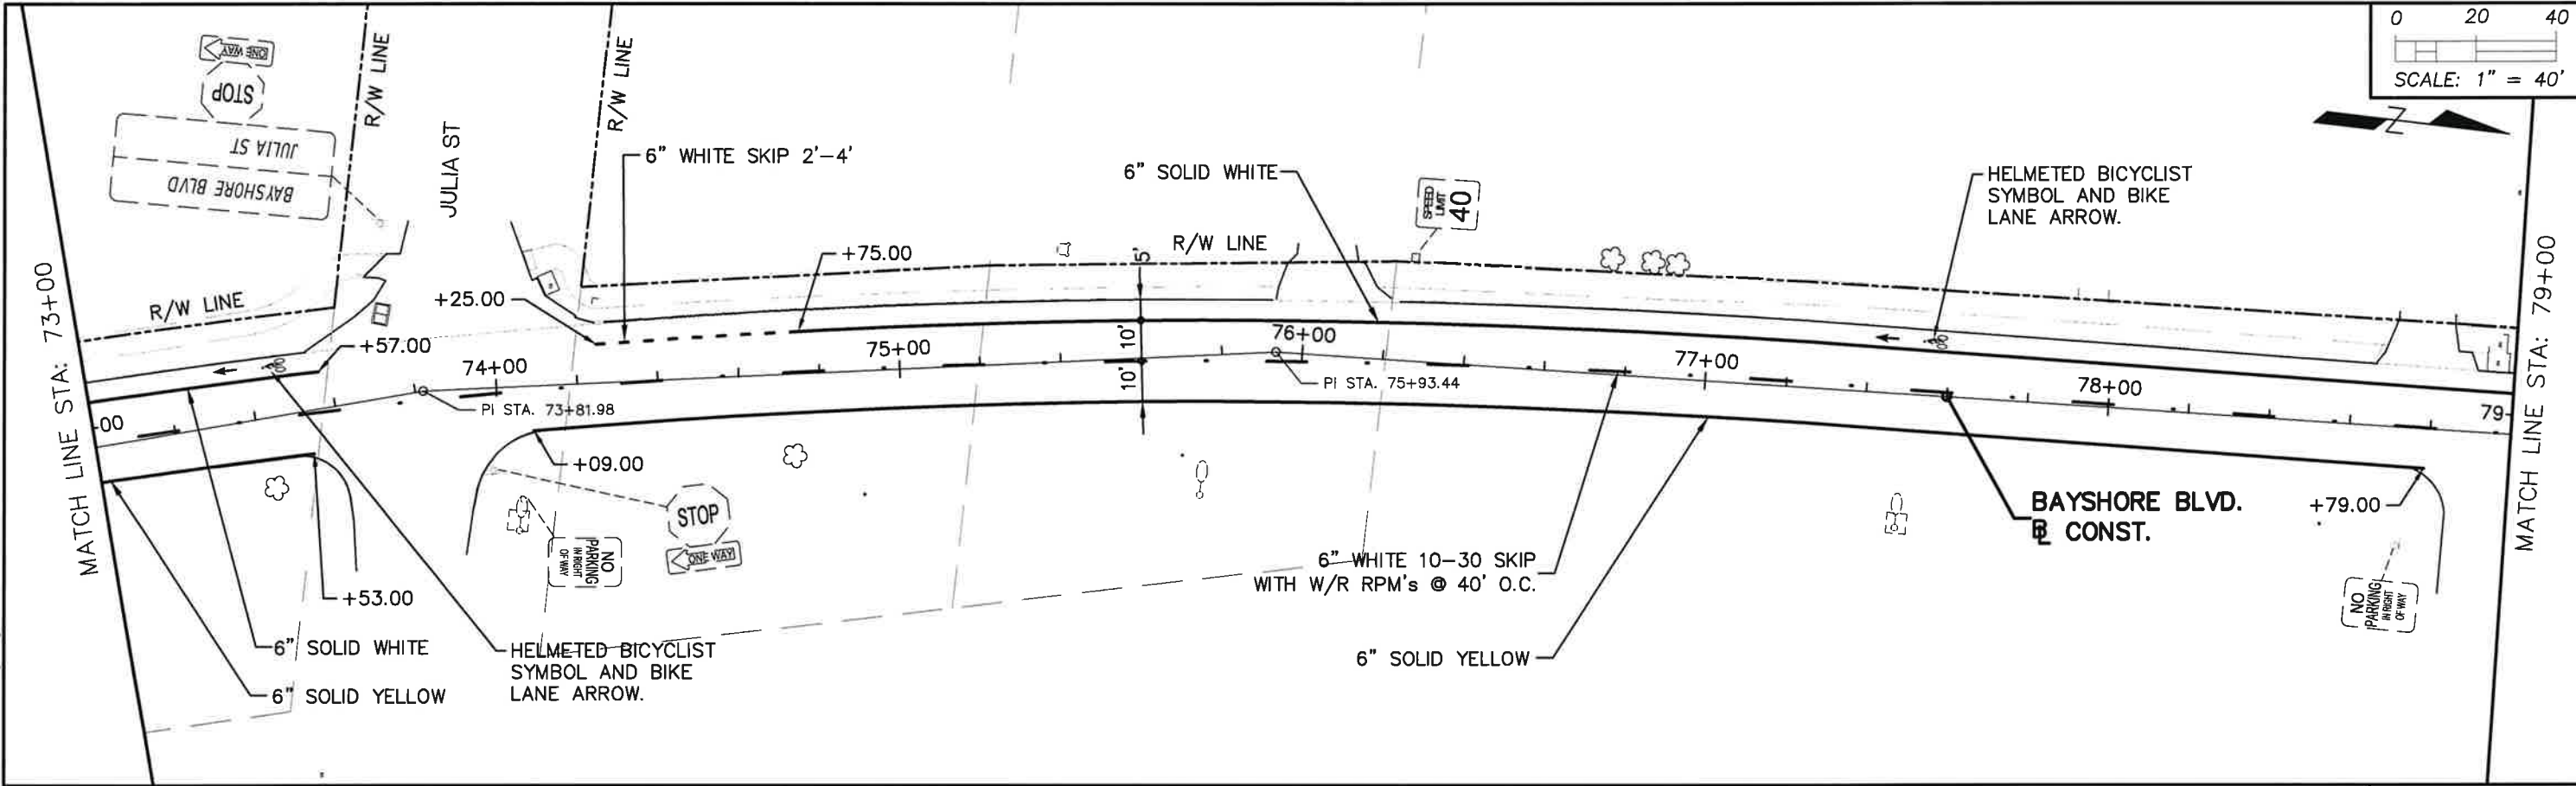 0 20 40
SCALE: 1" = 40'
N
ONE WAY
STOP
JULIA ST
BAYSHORE BLVD
R/W LINE
R/W LINE
JULIA ST
6" WHITE SKIP 2'-4'
6" SOLID WHITE
SPEED
LIMIT
40
HELMETED BICYCLIST
SYMBOL AND BIKE
LANE ARROW.
MATCH LINE STA: 73+00
R/W LINE
+25.00
+75.00
5'
R/W LINE
MATCH LINE STA: 79+00
+57.00
10'
10'
-00
74+00
75+00
76+00
77+00
78+00
79-
PI STA. 73+81.98
PI STA. 75+93.44
+09.00
+53.00
STOP
ONE WAY
NO
PARKING
IN RIGHT
OF WAY
6" WHITE 10-30 SKIP
WITH W/R RPM's @ 40' O.C.
BAYSHORE BLVD.
BL CONST.
+79.00
NO
PARKING
IN RIGHT
OF WAY
6" SOLID WHITE
6" SOLID YELLOW
HELMETED BICYCLIST
SYMBOL AND BIKE
LANE ARROW.
6" SOLID YELLOW